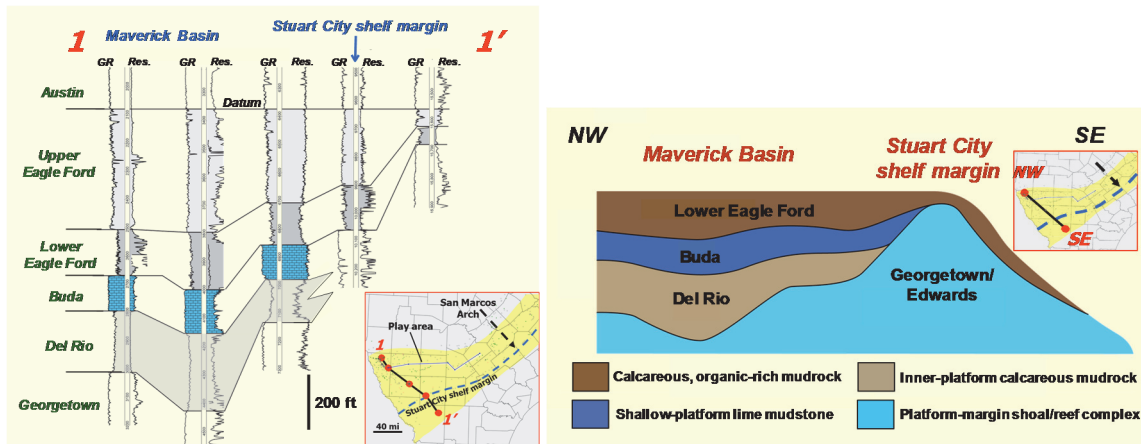 1
Maverick Basin
Stuart City shelf margin
1′
GR Res. GR Res. GR Res. GR Res. GR Res.
Austin
Datum
Upper
Eagle Ford
Lower
Eagle Ford
Buda
Del Rio
Georgetown
200 ft
San Marcos
Arch
Play area
1
Stuart City shelf margin
1′
40 mi
NW
SE
Maverick Basin
Stuart City
shelf margin
NW
SE
Lower Eagle Ford
Buda
Del Rio
Georgetown/
Edwards
Calcareous, organic-rich mudrock
Inner-platform calcareous mudrock
Shallow-platform lime mudstone
Platform-margin shoal/reef complex